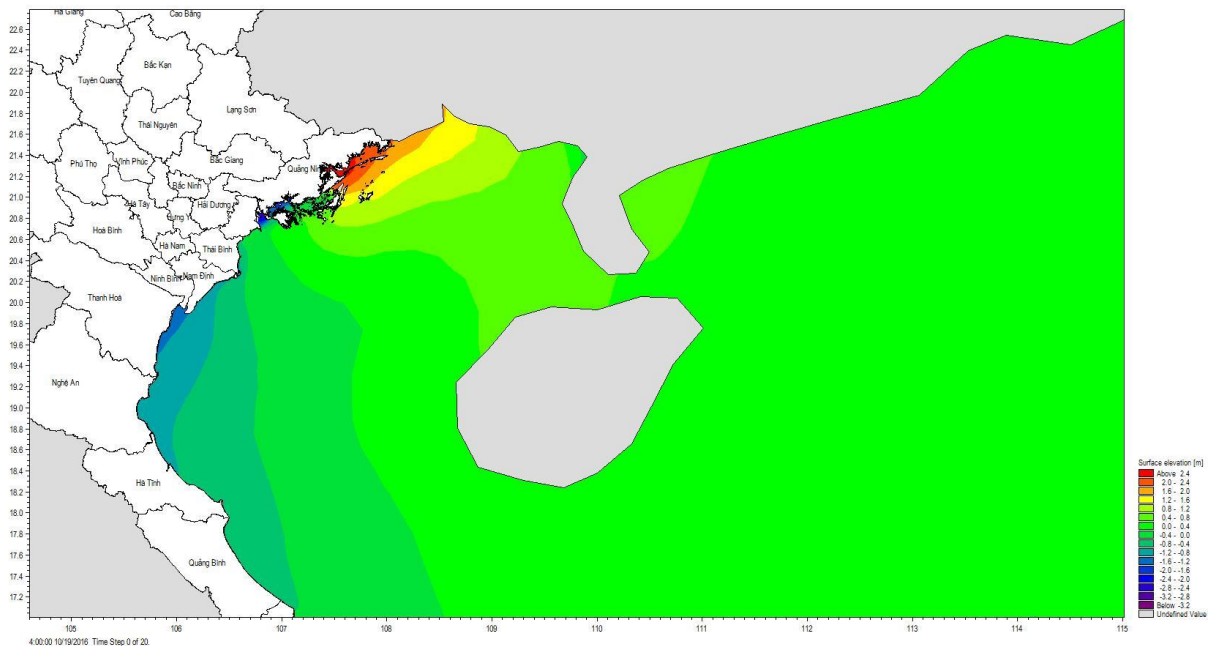 Hà Giang
Cao Bằng
Bắc Kạn
Tuyên Quang
Lạng Sơn
Thái Nguyên
Phú Thọ
Vĩnh Phúc
Bắc Giang
Quảng Ni
Bắc Ninh
Hà Tây
Hải Dương
Hưng Y
Hoà Bình
Hà Nam
Thái Bình
Ninh Bình
Nam Định
Thanh Hoá
Nghệ An
Hà Tĩnh
Quảng Bình
22.6
22.4
22.2
22.0
21.8
21.6
21.4
21.2
21.0
20.8
20.6
20.4
20.2
20.0
19.8
19.6
19.4
19.2
19.0
18.8
18.6
18.4
18.2
18.0
17.8
17.6
17.4
17.2
105 106 107 108 109 110 111 112 113 114 115
4:00:00 10/19/2016 Time Step 0 of 20.
Surface elevation [m]
Above 2.4
2.0 - 2.4
1.6 - 2.0
1.2 - 1.6
0.8 - 1.2
0.4 - 0.8
0.0 - 0.4
-0.4 - 0.0
-0.8 - -0.4
-1.2 - -0.8
-1.6 - -1.2
-2.0 - -1.6
-2.4 - -2.0
-2.8 - -2.4
-3.2 - -2.8
Below -3.2
Undefined Value